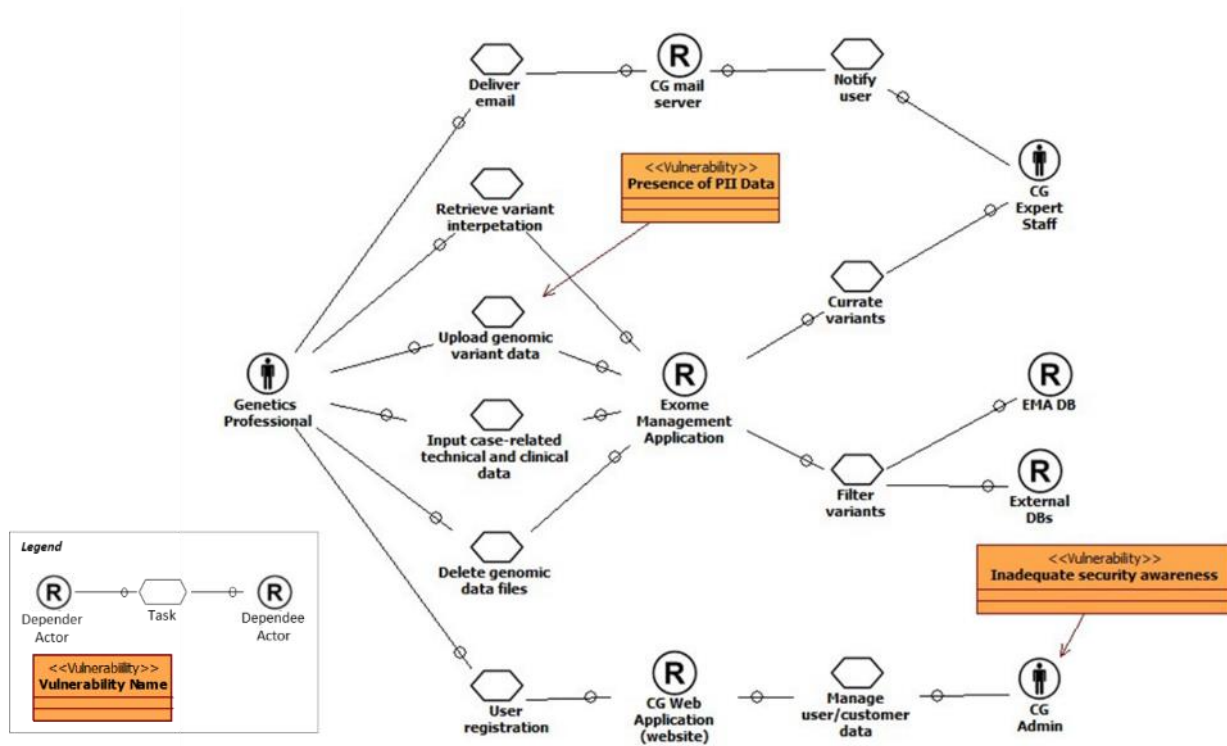 R
Deliver
email
CG mail
server
Notify
user
<<Vulnerability>>
Presence of PII Data
CG
Expert
Staff
Retrieve variant
interpetation
Currate
variants
Upload genomic
variant data
Genetics
Professional
R
Exome
Management
Application
R
EMA DB
Input case-related
technical and clinical
data
Filter
variants
R
External
DBs
Delete genomic
data files
<<Vulnerability>>
Inadequate security awareness
User
registration
R
CG Web
Application
(website)
Manage
user/customer
data
CG
Admin
Legend
R
R
Depender
Actor
Task
Dependee
Actor
<<Vulnerabiility>>
Vulnerability Name